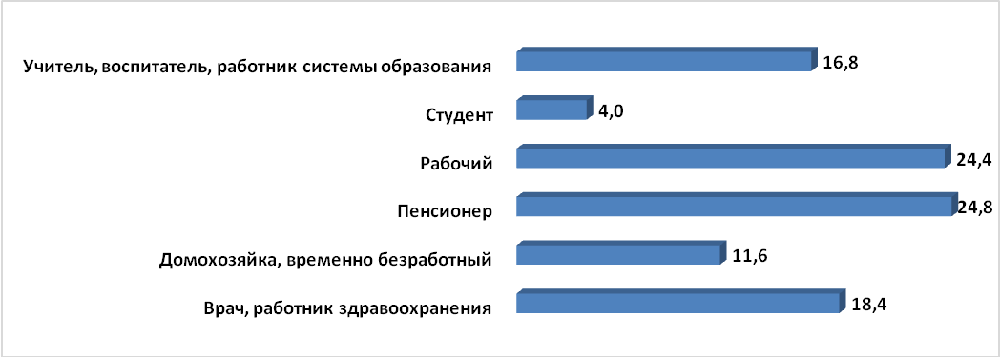 Учитель, воспитатель, работник системы образования 16,8
Студент 4,0
Рабочий 24,4
Пенсионер 24,8
Домохозяйка, временно безработный 11,6
Врач, работник здравоохранения 18,4